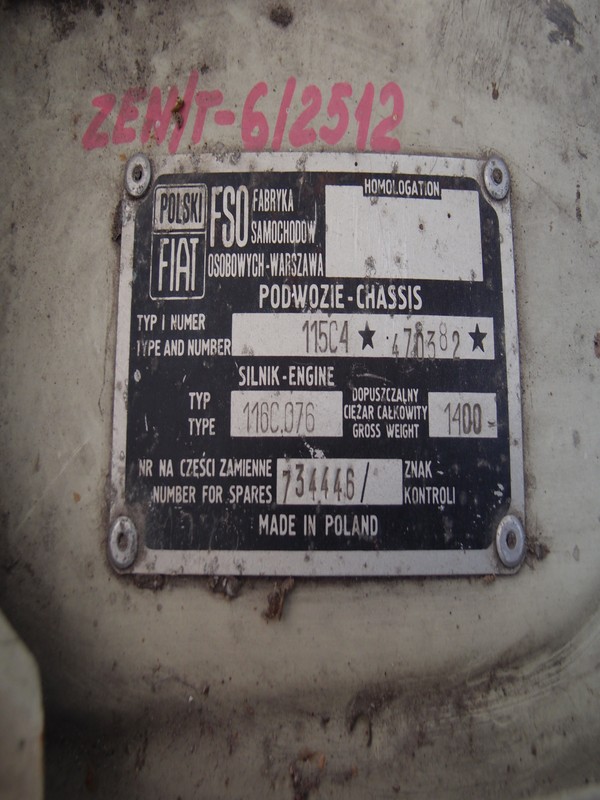 ZEN/T-6/2512
POLSKI
FIAT
FSO
FABRYKA
SAMOCHODÓW
OSOBOWYCH-WARSZAWA
HOMOLOGATION
PODWOZIE - CHASSIS
TYP I NUMER
TYPE AND NUMBER
115C4 ★ 470382 ★
SILNIK - ENGINE
TYP
TYPE
116C.076
DOPUSZCZALNY
CIĘŻAR CAŁKOWITY
GROSS WEIGHT
1400-
NR NA CZĘŚCI ZAMIENNE
NUMBER FOR SPARES
734446/
ZNAK -
KONTROLI
MADE IN POLAND